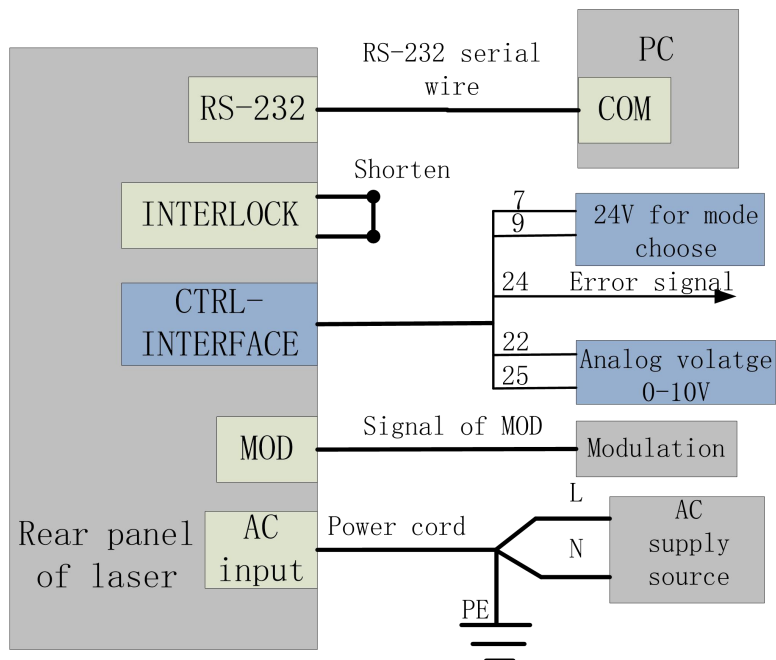 RS-232 serial
wire
PC
RS-232
COM
Shorten
INTERLOCK
7
9
24V for mode
choose
24
Error signal
CTRL-
INTERFACE
22
25
Analog volatge
0-10V
Signal of MOD
MOD
Modulation
L
N
AC
supply
source
Power cord
AC
input
Rear panel
of laser
PE